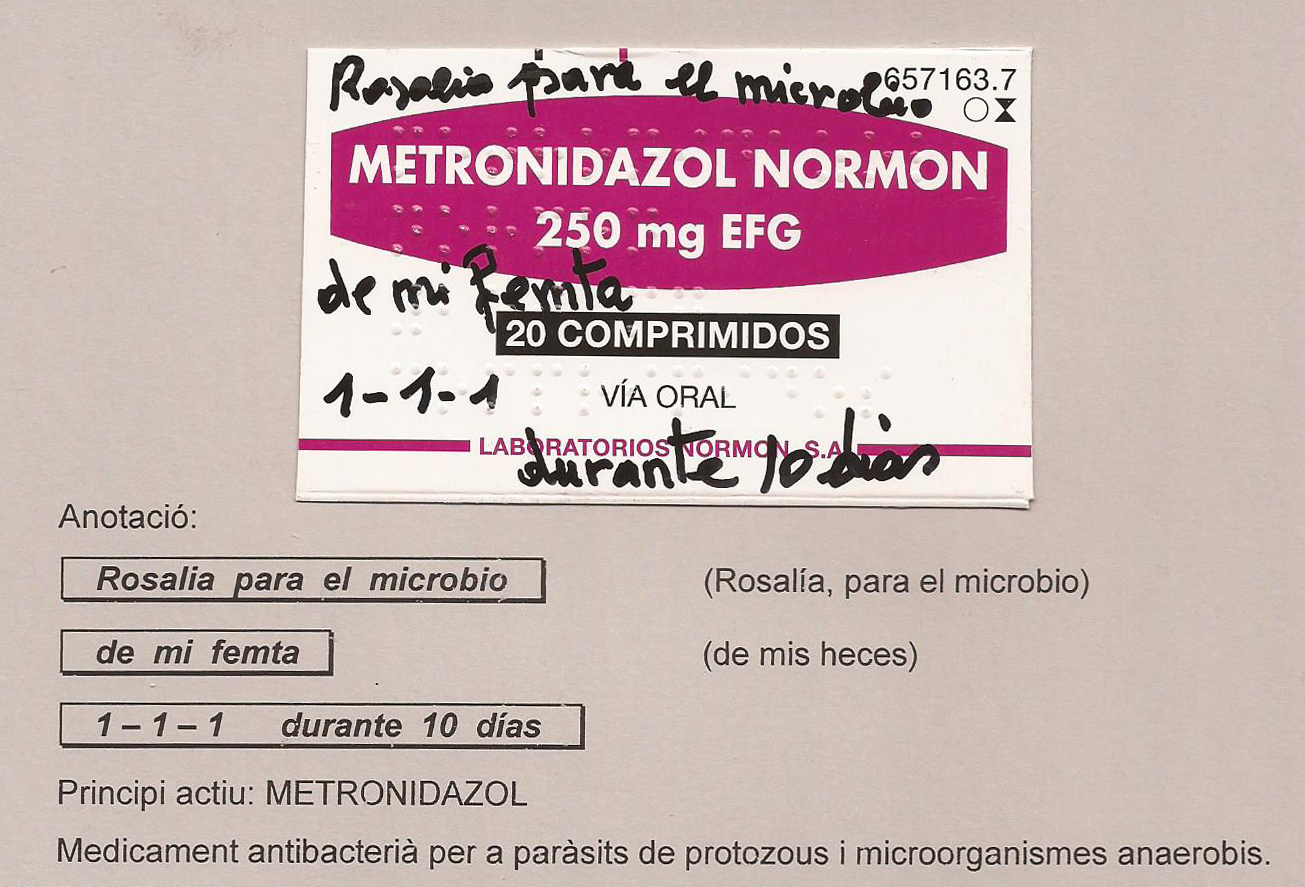 Rosalia para el microbio
657163.7
METRONIDAZOL NORMON
250 mg EFG
de mi femta
20 COMPRIMIDOS
1-1-1
VÍA ORAL
LABORATORIOS NORMON, S.A.
durante 10 dias
Anotació:
Rosalia para el microbio (Rosalía, para el microbio)
de mi femta (de mis heces)
1 – 1 – 1 durante 10 días
Principi actiu: METRONIDAZOL
Medicament antibacterià per a paràsits de protozous i microorganismes anaerobis.